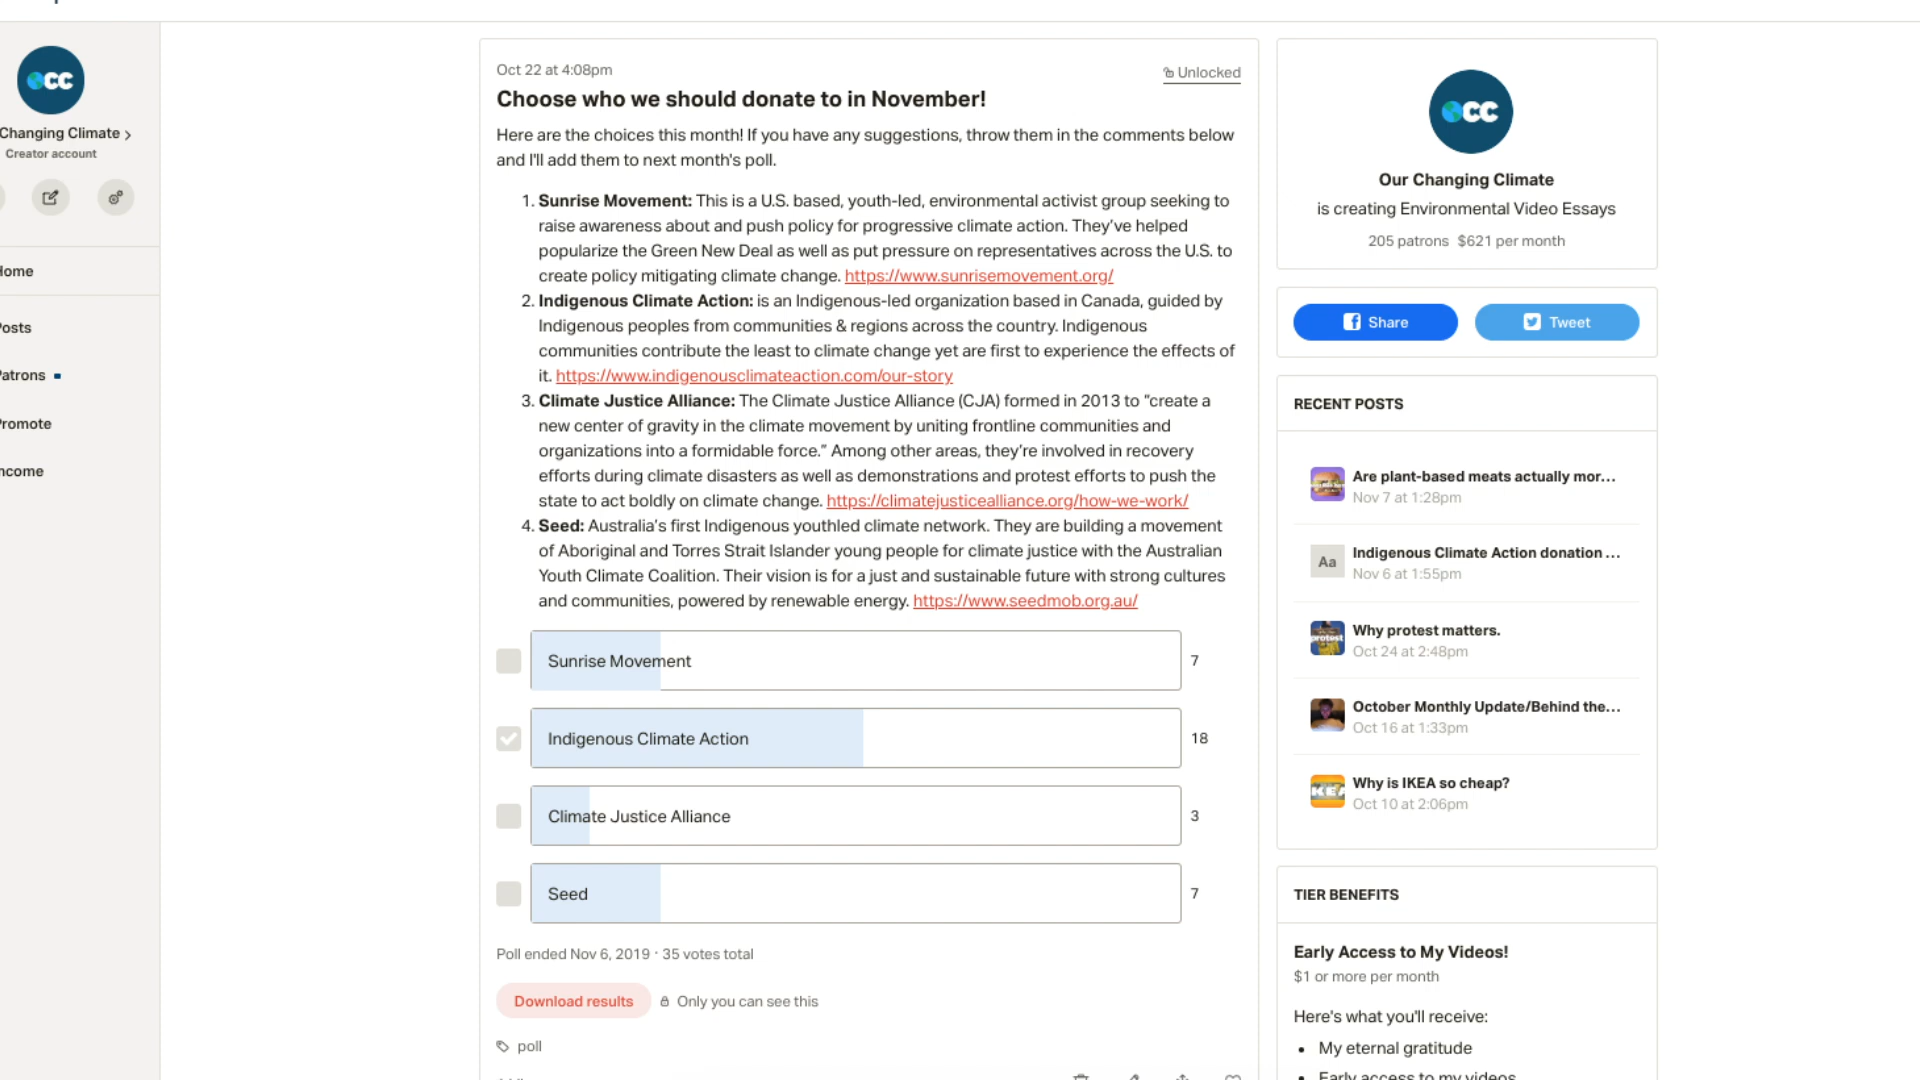 CC
Changing Climate >
Creator account
Home
Posts
Patrons
Promote
Income
Oct 22 at 4:08pm
Unlocked
Choose who we should donate to in November!
Here are the choices this month! If you have any suggestions, throw them in the comments below
and I'll add them to next month's poll.
1. Sunrise Movement: This is a U.S. based, youth-led, environmental activist group seeking to
raise awareness about and push policy for progressive climate action. They've helped
popularize the Green New Deal as well as put pressure on representatives across the U.S. to
create policy mitigating climate change. https://www.sunrisemovement.org/
2. Indigenous Climate Action: is an Indigenous-led organization based in Canada, guided by
Indigenous peoples from communities & regions across the country. Indigenous
communities contribute the least to climate change yet are first to experience the effects of
it. https://www.indigenousclimateaction.com/our-story
3. Climate Justice Alliance: The Climate Justice Alliance (CJA) formed in 2013 to “create a
new center of gravity in the climate movement by uniting frontline communities and
organizations into a formidable force.” Among other areas, they’re involved in recovery
efforts during climate disasters as well as demonstrations and protest efforts to push the
state to act boldly on climate change. https://climatejusticealliance.org/how-we-work/
4. Seed: Australia’s first Indigenous youthled climate network. They are building a movement
of Aboriginal and Torres Strait Islander young people for climate justice with the Australian
Youth Climate Coalition. Their vision is for a just and sustainable future with strong cultures
and communities, powered by renewable energy. https://www.seedmob.org.au/
Sunrise Movement 7
Indigenous Climate Action 18
Climate Justice Alliance 3
Seed 7
Poll ended Nov 6, 2019 · 35 votes total
Download results Only you can see this
poll
CC
Our Changing Climate
is creating Environmental Video Essays
205 patrons $621 per month
Share Tweet
RECENT POSTS
Are plant-based meats actually mor...
Nov 7 at 1:28pm
Aa
Indigenous Climate Action donation ...
Nov 6 at 1:55pm
protest
Why protest matters.
Oct 24 at 2:48pm
October Monthly Update/Behind the...
Oct 16 at 1:33pm
Why is IKEA so cheap?
Oct 10 at 2:06pm
TIER BENEFITS
Early Access to My Videos!
$1 or more per month
Here's what you'll receive:
• My eternal gratitude
• Early access to my videos